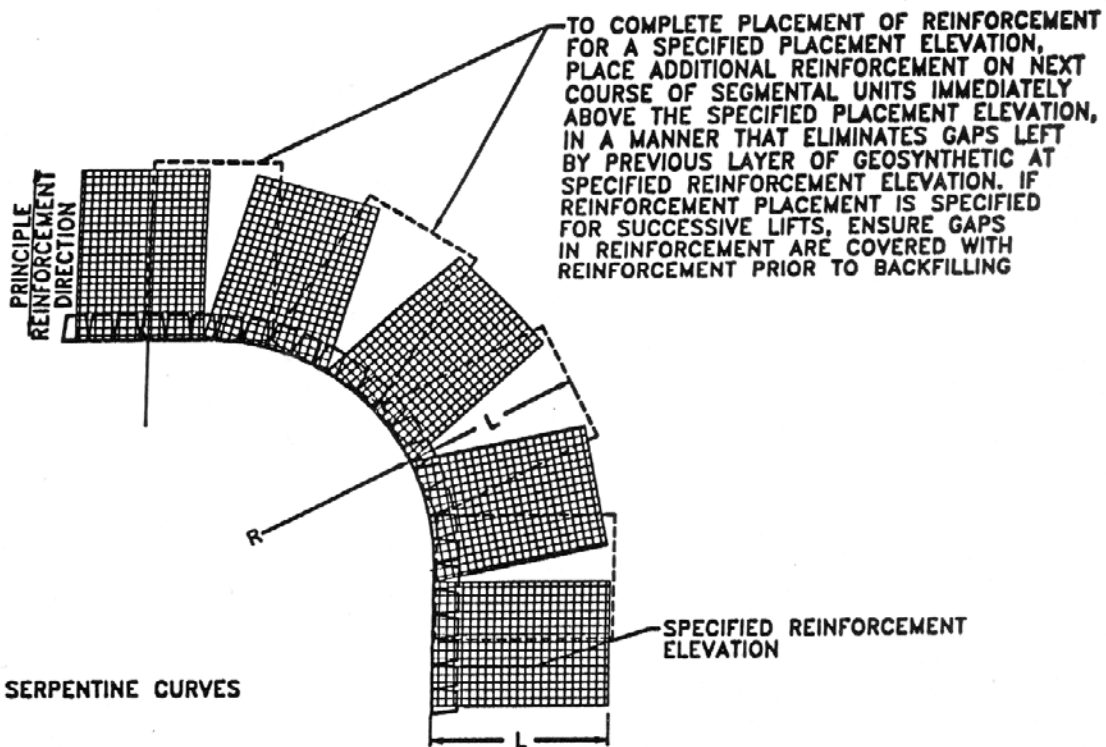 TO COMPLETE PLACEMENT OF REINFORCEMENT
FOR A SPECIFIED PLACEMENT ELEVATION,
PLACE ADDITIONAL REINFORCEMENT ON NEXT
COURSE OF SEGMENTAL UNITS IMMEDIATELY
ABOVE THE SPECIFIED PLACEMENT ELEVATION,
IN A MANNER THAT ELIMINATES GAPS LEFT
BY PREVIOUS LAYER OF GEOSYNTHETIC AT
SPECIFIED REINFORCEMENT ELEVATION. IF
REINFORCEMENT PLACEMENT IS SPECIFIED
FOR SUCCESSIVE LIFTS, ENSURE GAPS
IN REINFORCEMENT ARE COVERED WITH
REINFORCEMENT PRIOR TO BACKFILLING
PRINCIPLE
REINFORCEMENT
DIRECTION
L
R
SPECIFIED REINFORCEMENT
ELEVATION
SERPENTINE CURVES
L